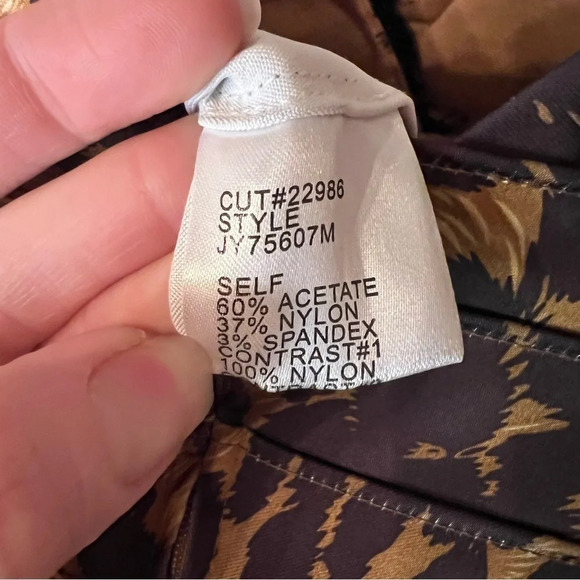 CUT#22986
STYLE
JY75607M
SELF
60% ACETATE
37% NYLON
3% SPANDEX
CONTRAST#1
100% NYLON